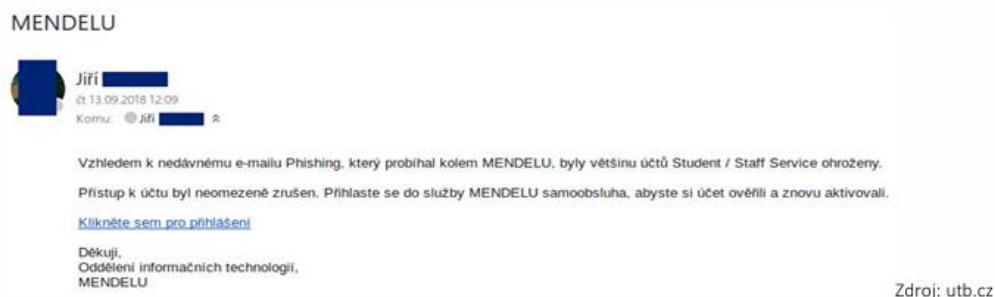 MENDELU
Jiří
čt 13.09.2018 12:09
Komu: Jiří
Vzhledem k nedávnému e-mailu Phishing, který probíhal kolem MENDELU, byly většinu účtů Student / Staff Service ohroženy.
Přístup k účtu byl neomezeně zrušen. Přihlaste se do služby MENDELU samoobsluha, abyste si účet ověřili a znovu aktivovali.
Klikněte sem pro přihlášení
Děkuji,
Oddělení informačních technologií,
MENDELU
Zdroj: utb.cz